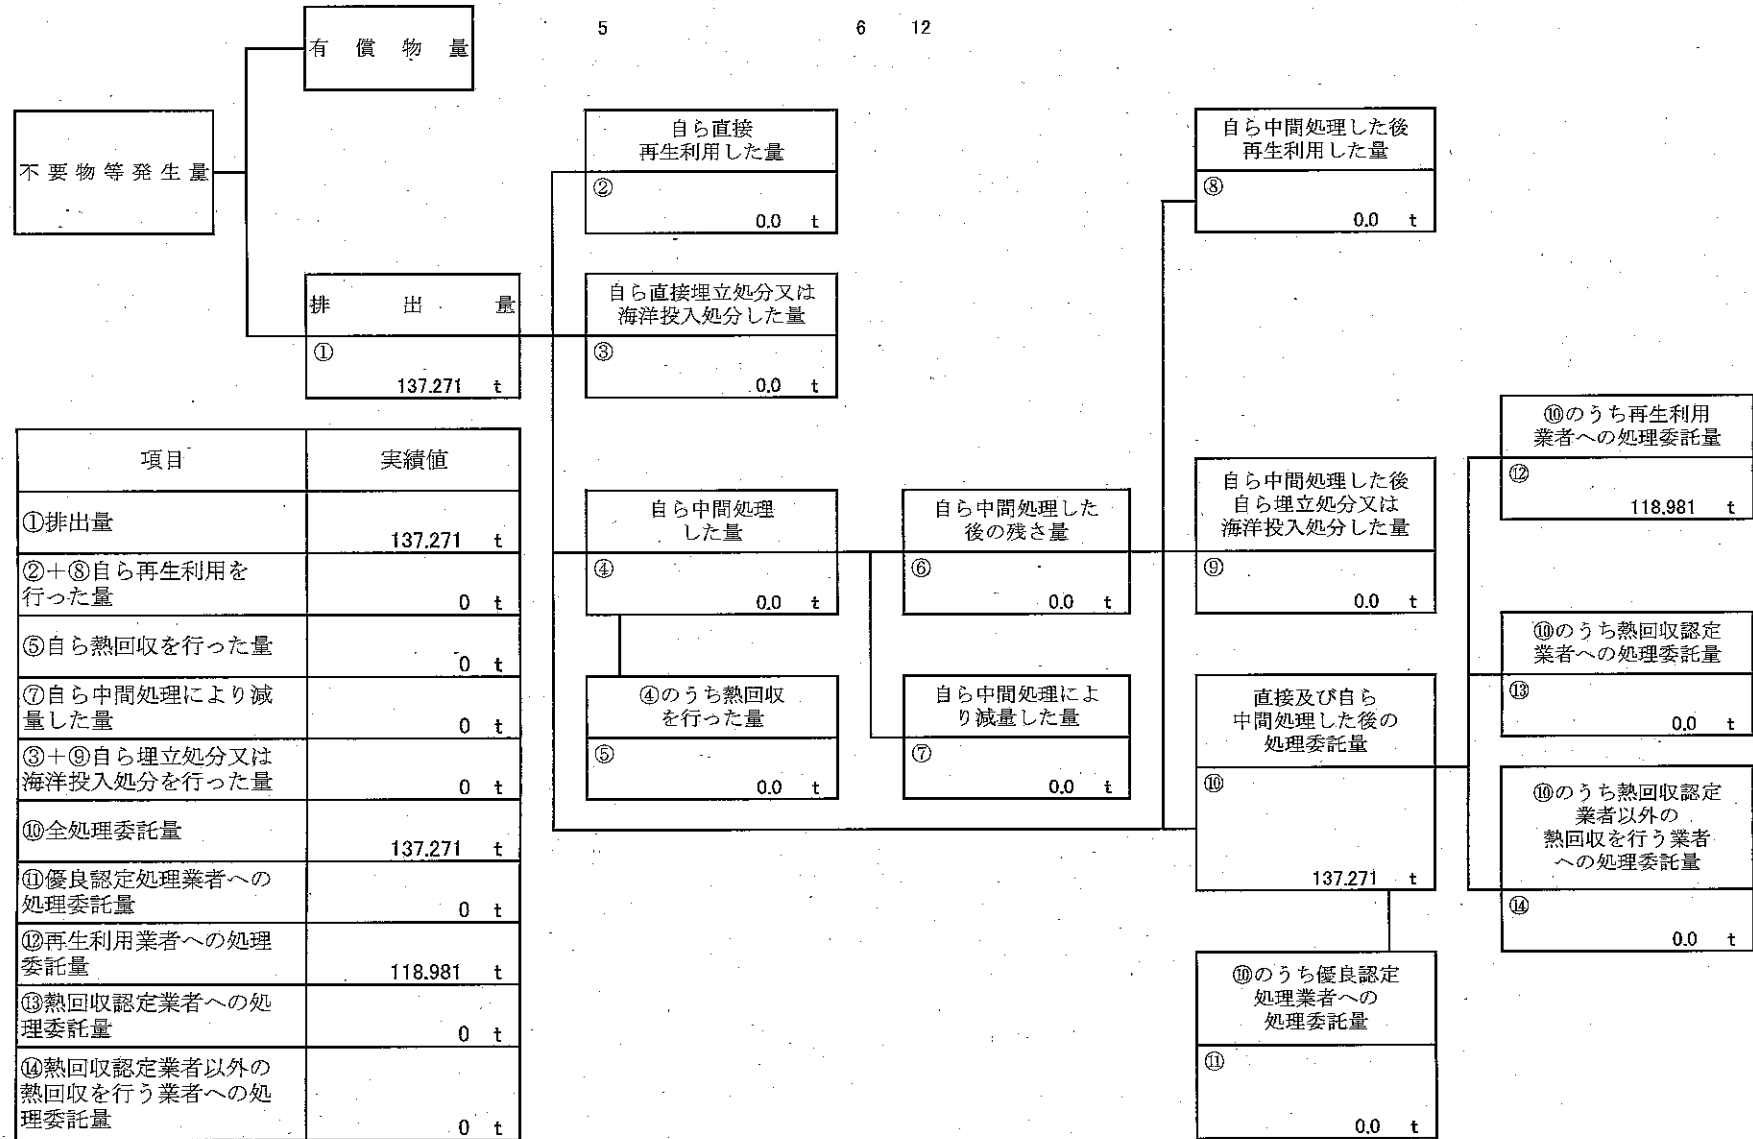 5 6 12
有償物量
不要物等発生量
自ら直接
再生利用した量
②
0.0 t
自ら中間処理した後
再生利用した量
⑧
0.0 t
排出量
①
137.271 t
自ら直接埋立処分又は
海洋投入処分した量
③
0.0 t
⑩のうち再生利用
業者への処理委託量
⑫
118.981 t
自ら中間処理
した量
④
0.0 t
自ら中間処理した
後の残さ量
⑥
0.0 t
自ら中間処理した後
自ら埋立処分又は
海洋投入処分した量
⑨
0.0 t
⑩のうち熱回収認定
業者への処理委託量
⑬
0.0 t
④のうち熱回収
を行った量
⑤
0.0 t
自ら中間処理によ
り減量した量
⑦
0.0 t
直接及び自ら
中間処理した後の
処理委託量
⑩
137.271 t
⑩のうち熱回収認定
業者以外の
熱回収を行う業者
への処理委託量
⑭
0.0 t
⑩のうち優良認定
処理業者への
処理委託量
⑪
0.0 t
項目 実績値
①排出量
137.271 t
②+⑧自ら再生利用を
行った量
0 t
⑤自ら熱回収を行った量
0 t
⑦自ら中間処理により減
量した量
0 t
③+⑨自ら埋立処分又は
海洋投入処分を行った量
0 t
⑩全処理委託量
137.271 t
⑪優良認定処理業者への
処理委託量
0 t
⑫再生利用業者への処理
委託量
118.981 t
⑬熱回収認定業者への処
理委託量
0 t
⑭熱回収認定業者以外の
熱回収を行う業者への処
理委託量
0 t